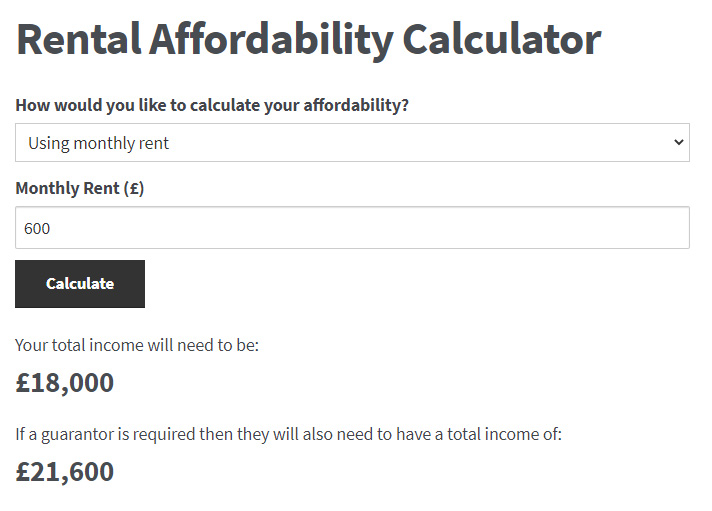 Rental Affordability Calculator
How would you like to calculate your affordability?
Using monthly rent
Monthly Rent (£)
600
Calculate
Your total income will need to be:
£18,000
If a guarantor is required then they will also need to have a total income of:
£21,600